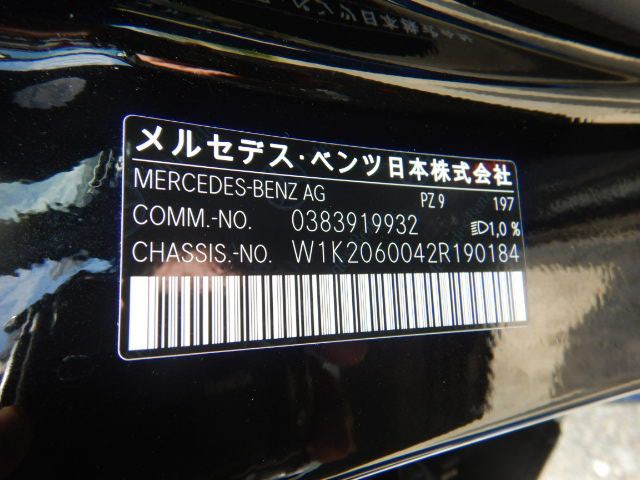 メルセデス・ベンツ日本株式会社
MERCEDES-BENZ AG PZ 9 197
COMM.-NO. 0383919932 1,0 %
CHASSIS.-NO. W1K2060042R190184